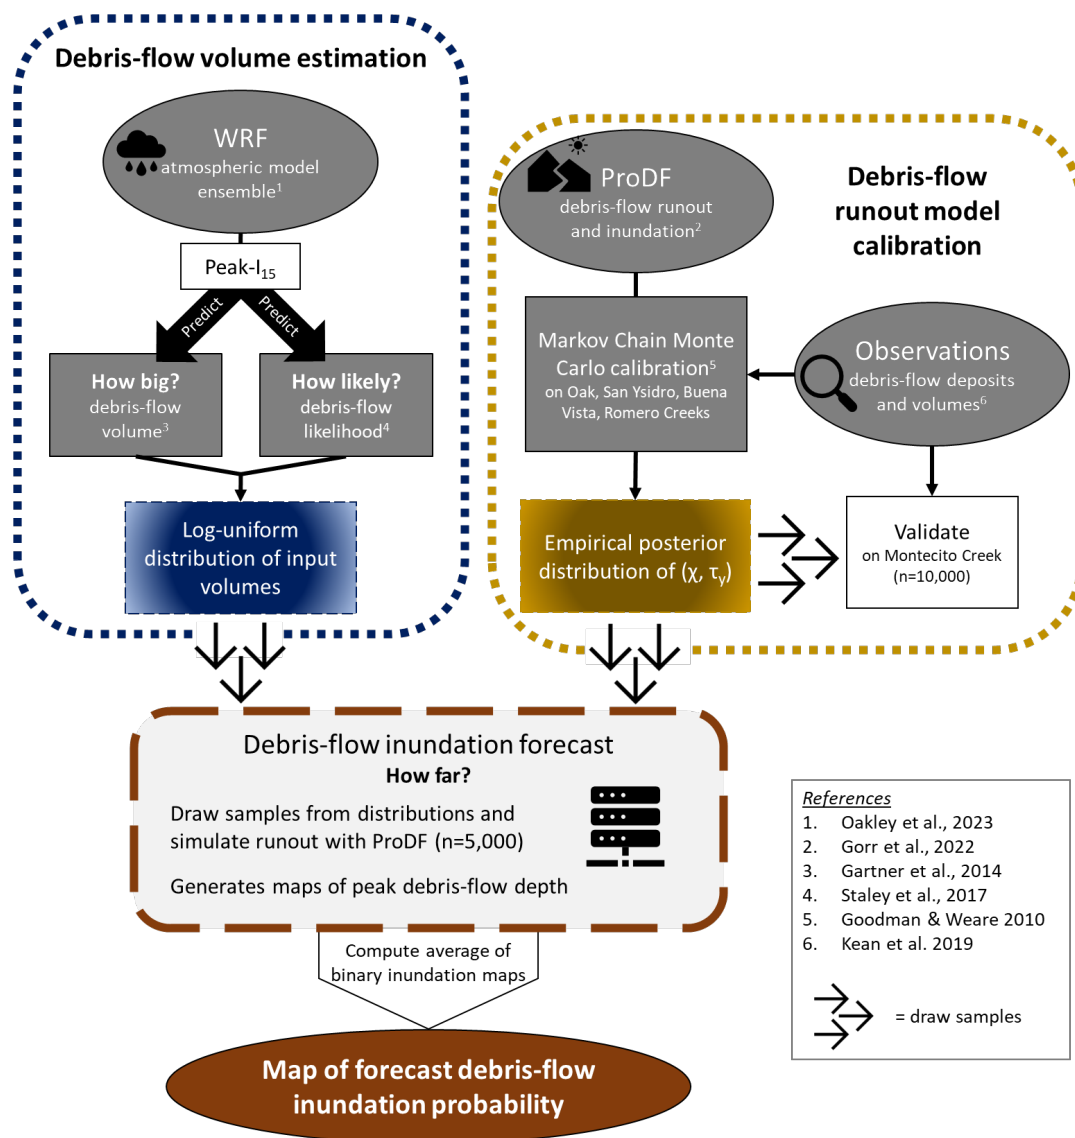 Debris-flow volume estimation
WRF
atmospheric model
ensemble¹
Peak-I₁₅
Predict
Predict
How big?
debris-flow
volume³
How likely?
debris-flow
likelihood⁴
Log-uniform
distribution of input
volumes
Debris-flow
runout model
calibration
ProDF
debris-flow runout
and inundation²
Markov Chain Monte
Carlo calibration⁵
on Oak, San Ysidro, Buena
Vista, Romero Creeks
Observations
debris-flow deposits
and volumes⁶
Empirical posterior
distribution of (χ, τᵧ)
Validate
on Montecito Creek
(n=10,000)
Debris-flow inundation forecast
How far?
Draw samples from distributions and
simulate runout with ProDF (n=5,000)
Generates maps of peak debris-flow depth
Compute average of
binary inundation maps
Map of forecast debris-flow
inundation probability
References
1. Oakley et al., 2023
2. Gorr et al., 2022
3. Gartner et al., 2014
4. Staley et al., 2017
5. Goodman & Weare 2010
6. Kean et al. 2019
= draw samples